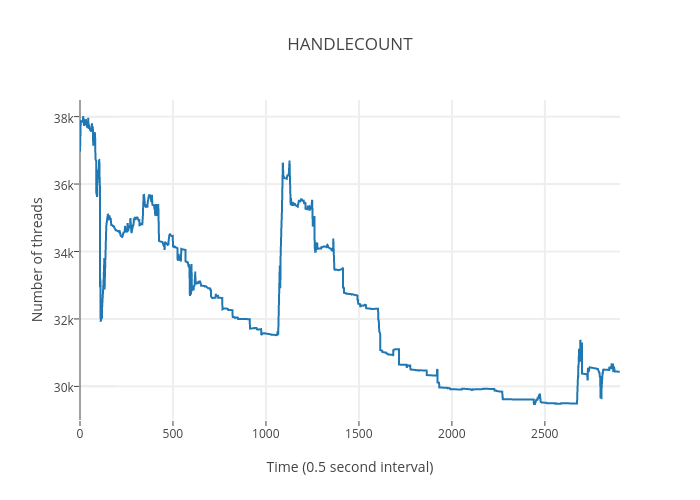 HANDLECOUNT
Number of threads
38k
36k
34k
32k
30k
0 500 1000 1500 2000 2500
Time (0.5 second interval)